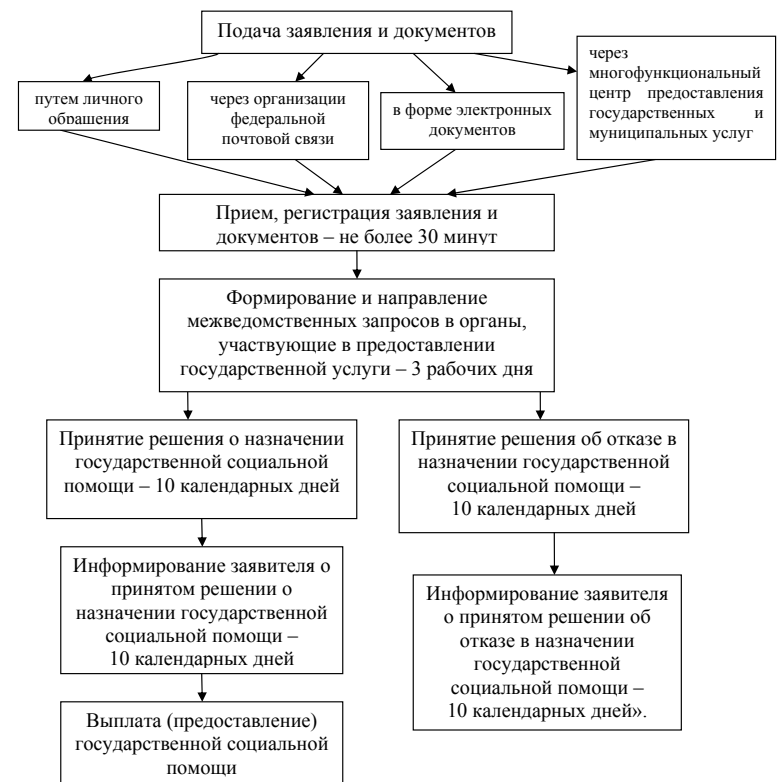 Подача заявления и документов
путем личного
обращения
через организации
федеральной
почтовой связи
в форме электронных
документов
через
многофункциональный
центр предоставления
государственных и
муниципальных услуг
Прием, регистрация заявления и
документов – не более 30 минут
Формирование и направление
межведомственных запросов в органы,
участвующие в предоставлении
государственной услуги – 3 рабочих дня
Принятие решения о назначении
государственной социальной
помощи – 10 календарных дней
Принятие решения об отказе в
назначении государственной
социальной помощи –
10 календарных дней
Информирование заявителя о
принятом решении о
назначении государственной
социальной помощи –
10 календарных дней
Информирование заявителя
о принятом решении об
отказе в назначении
государственной
социальной помощи –
10 календарных дней».
Выплата (предоставление)
государственной социальной
помощи